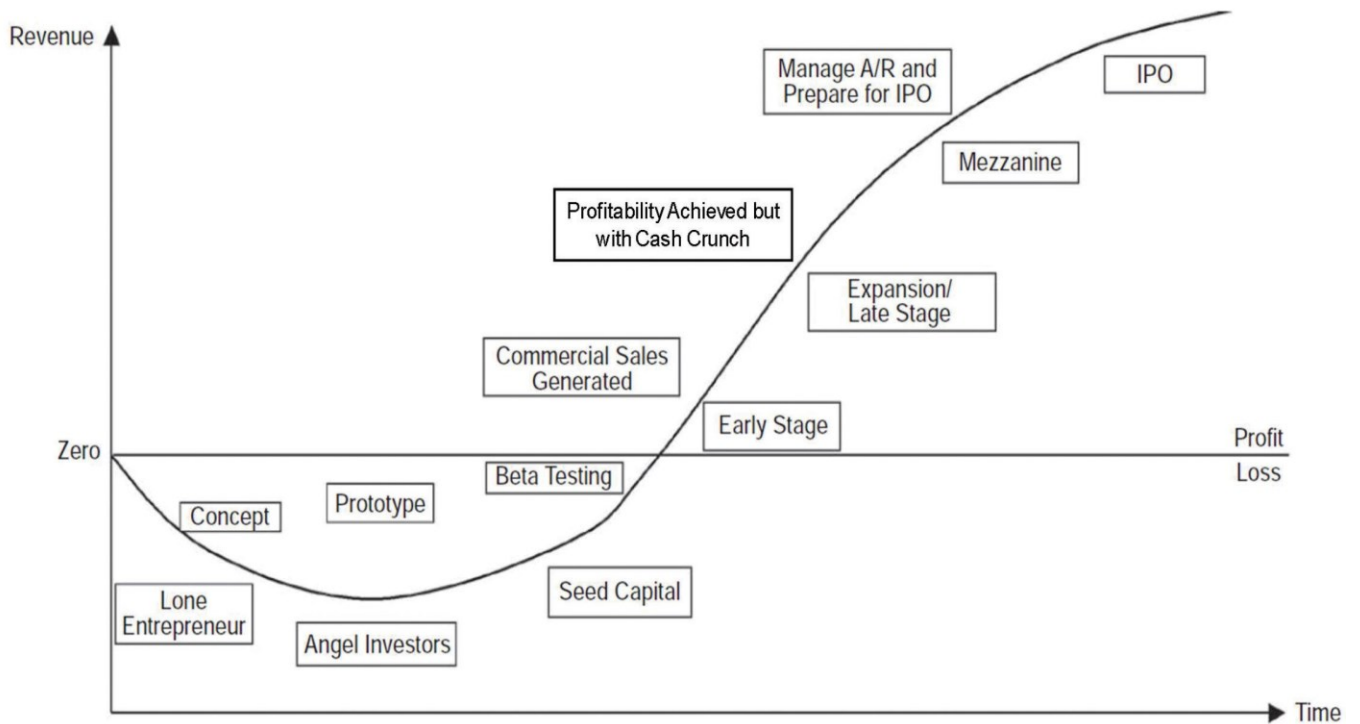 Revenue
Manage A/R and
Prepare for IPO
IPO
Mezzanine
Profitability Achieved but
with Cash Crunch
Expansion/
Late Stage
Commercial Sales
Generated
Early Stage
Zero
Profit
Loss
Beta Testing
Prototype
Concept
Lone
Entrepreneur
Angel Investors
Seed Capital
Time